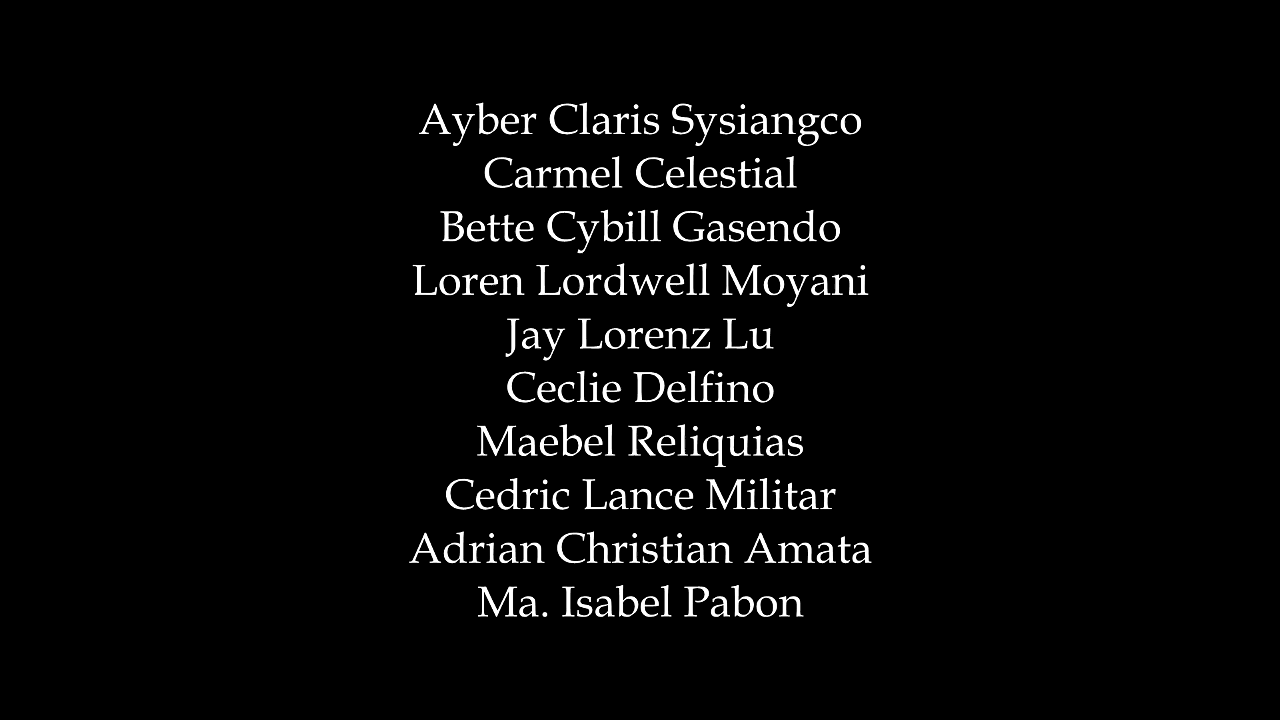 Ayber Claris Sysiangco
Carmel Celestial
Bette Cybill Gasendo
Loren Lordwell Moyani
Jay Lorenz Lu
Ceclie Delfino
Maebel Reliquias
Cedric Lance Militar
Adrian Christian Amata
Ma. Isabel Pabon